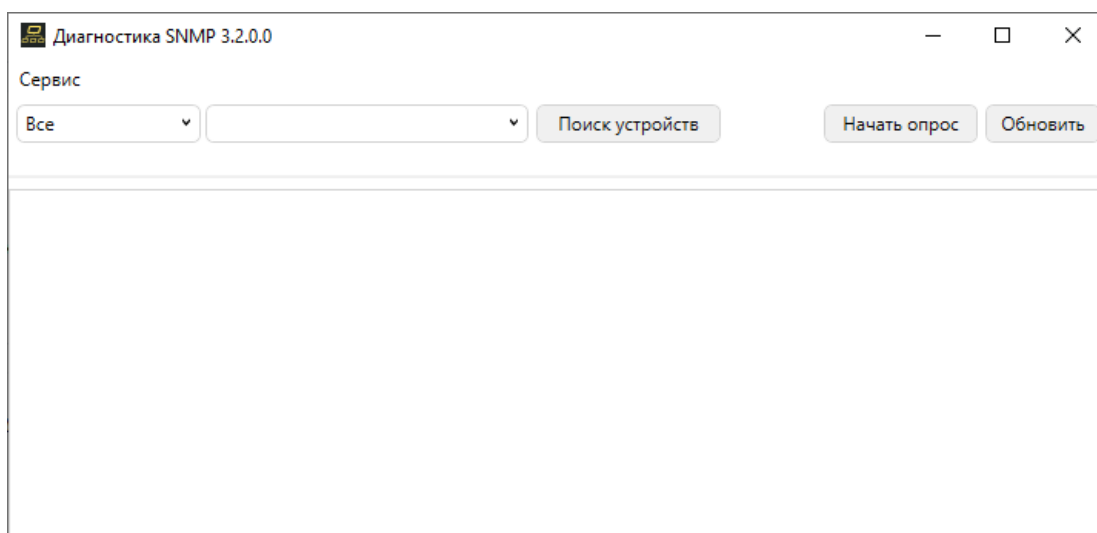 Диагностика SNMP 3.2.0.0
Сервис
Все Поиск устройств Начать опрос Обновить